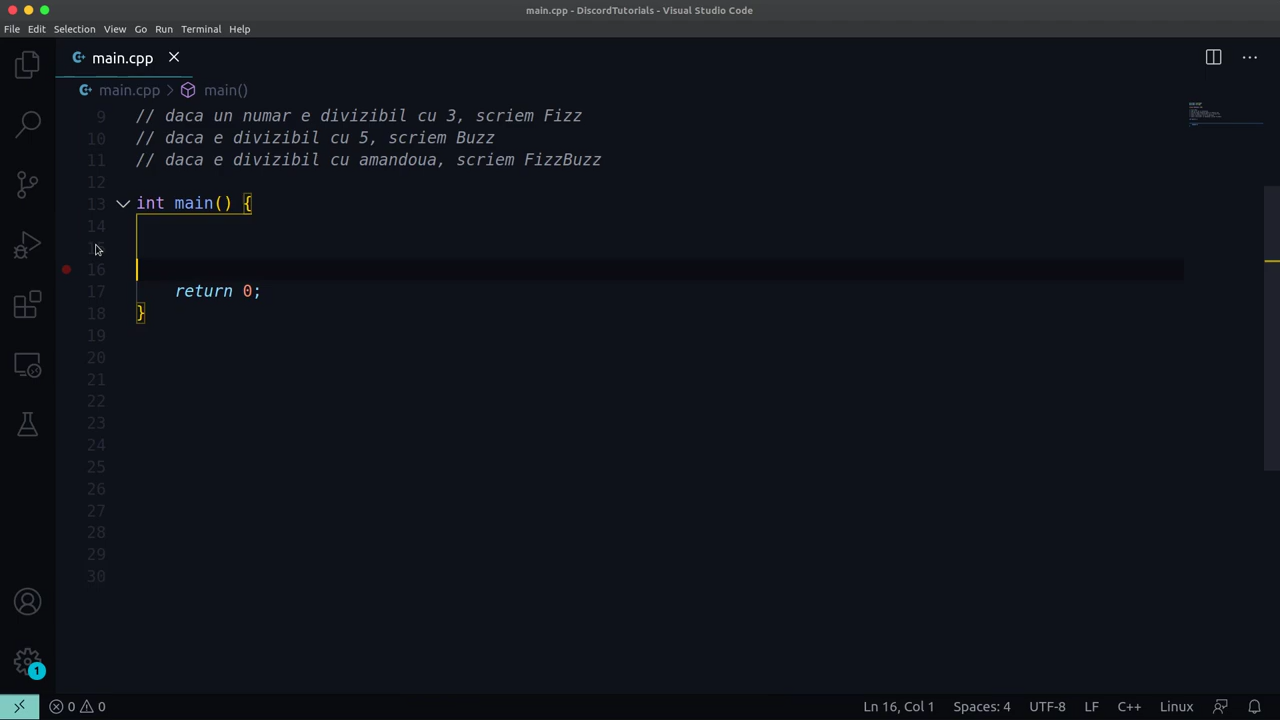 main.cpp - DiscordTutorials - Visual Studio Code
File Edit Selection View Go Run Terminal Help
main.cpp
main.cpp > main()
9 // daca un numar e divizibil cu 3, scriem Fizz
10 // daca e divizibil cu 5, scriem Buzz
11 // daca e divizibil cu amandoua, scriem FizzBuzz
12
13 int main() {
14
15
16
17 return 0;
18 }
19
20
21
22
23
24
25
26
27
28
29
30
1
0 0 Ln 16, Col 1 Spaces: 4 UTF-8 LF C++ Linux